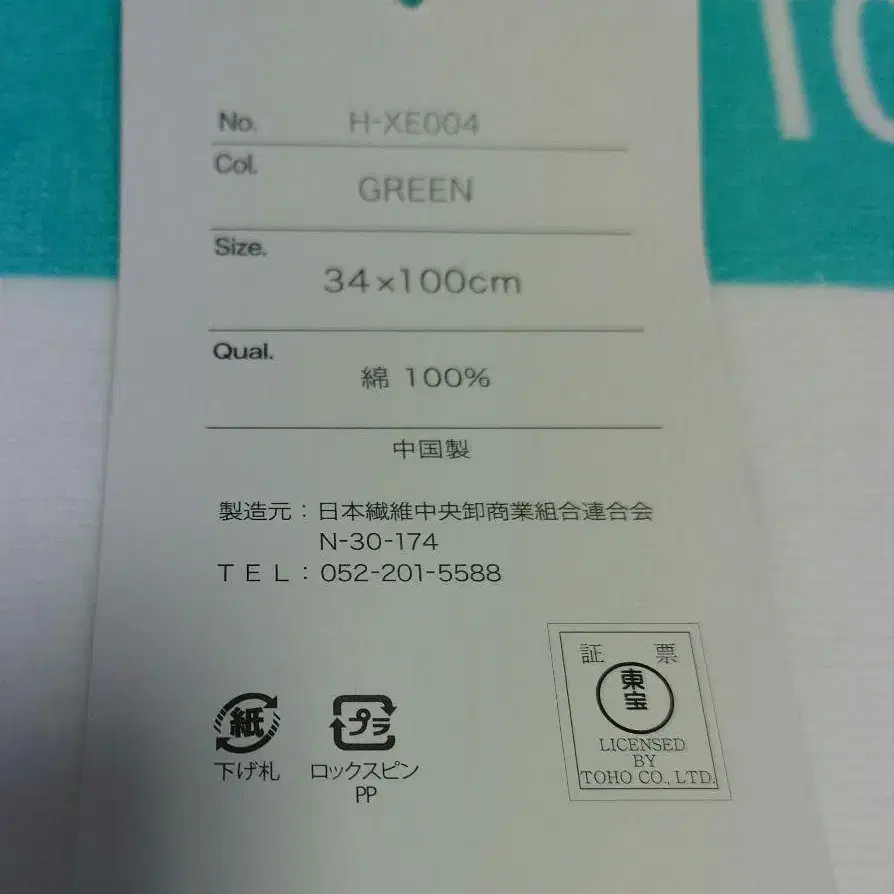 No. H-XE004
Col. GREEN
Size. 34×100cm
Qual. 綿 100%
中国製
製造元：日本繊維中央卸商業組合連合会
N-30-174
TEL：052-201-5588
紙
下げ札
プラ
ロックスピン
PP
証 票
東宝
LICENSED
BY
TOHO CO., LTD.